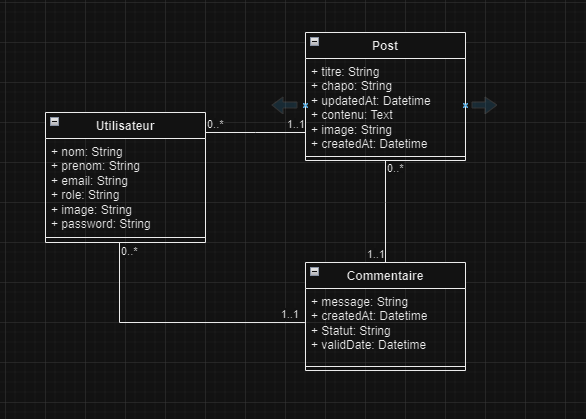 Post
+ titre: String
+ chapo: String
+ updatedAt: Datetime
+ contenu: Text
+ image: String
+ createdAt: Datetime
Utilisateur
+ nom: String
+ prenom: String
+ email: String
+ role: String
+ image: String
+ password: String
0..*
1..1
0..*
1..1
0..*
1..1
Commentaire
+ message: String
+ createdAt: Datetime
+ Statut: String
+ validDate: Datetime